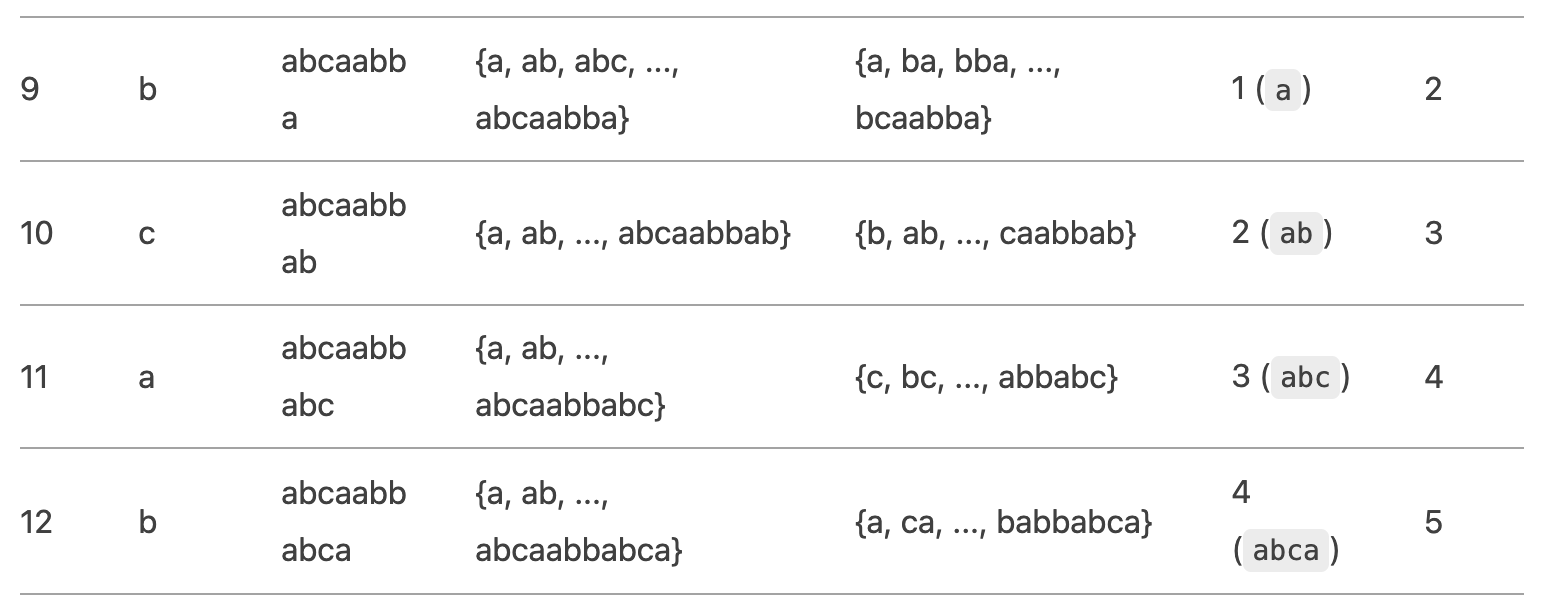 9 b abcaabb a {a, ab, abc, ..., abcaabba} {a, ba, bba, ..., bcaabba} 1 (a) 2
10 c abcaabb ab {a, ab, ..., abcaabbab} {b, ab, ..., caabbab} 2 (ab) 3
11 a abcaabb abc {a, ab, ..., abcaabbabc} {c, bc, ..., abbabc} 3 (abc) 4
12 b abcaabb abca {a, ab, ..., abcaabbabca} {a, ca, ..., babbabca} 4 (abca) 5